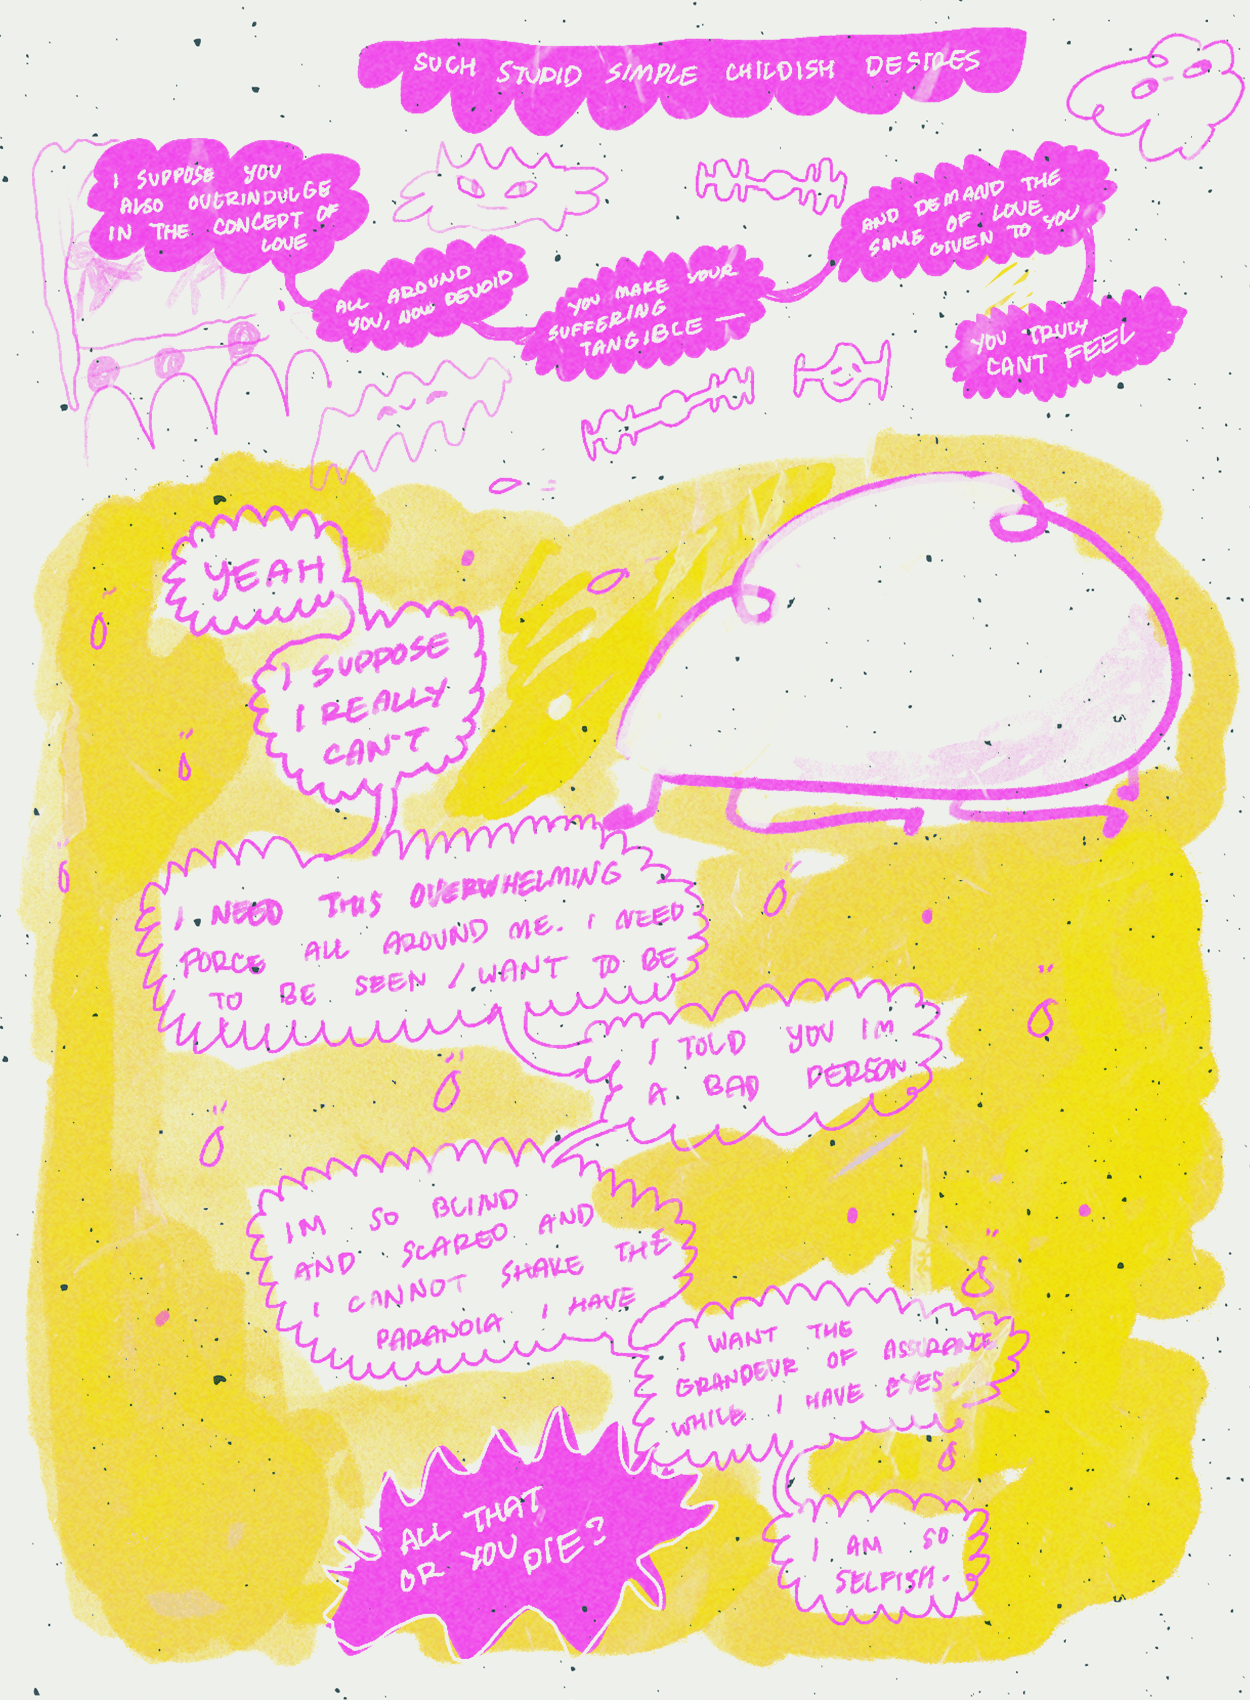 SUCH STUPID SIMPLE CHILDISH DESIRES
I SUPPOSE YOU
ALSO OVERINDULGE
IN THE CONCEPT OF
LOVE
ALL AROUND
YOU, NOW DEVOID
YOU MAKE YOUR
SUFFERING
TANGIBLE —
AND DEMAND THE
SAME OF LOVE
GIVEN TO YOU
YOU TRULY
CANT FEEL
YEAH
I SUPPOSE
I REALLY
CAN'T
I NEED THIS OVERWHELMING
FORCE ALL AROUND ME. I NEED
TO BE SEEN / WANT TO BE
I TOLD YOU IM
A BAD PERSON
IM SO BLIND
AND SCARED AND
I CANNOT SHAKE THE
PARANOIA I HAVE
I WANT THE
GRANDEUR OF ASSURANCE
WHILE I HAVE EYES.
I AM SO
SELFISH.
ALL THAT
OR YOU DIE?